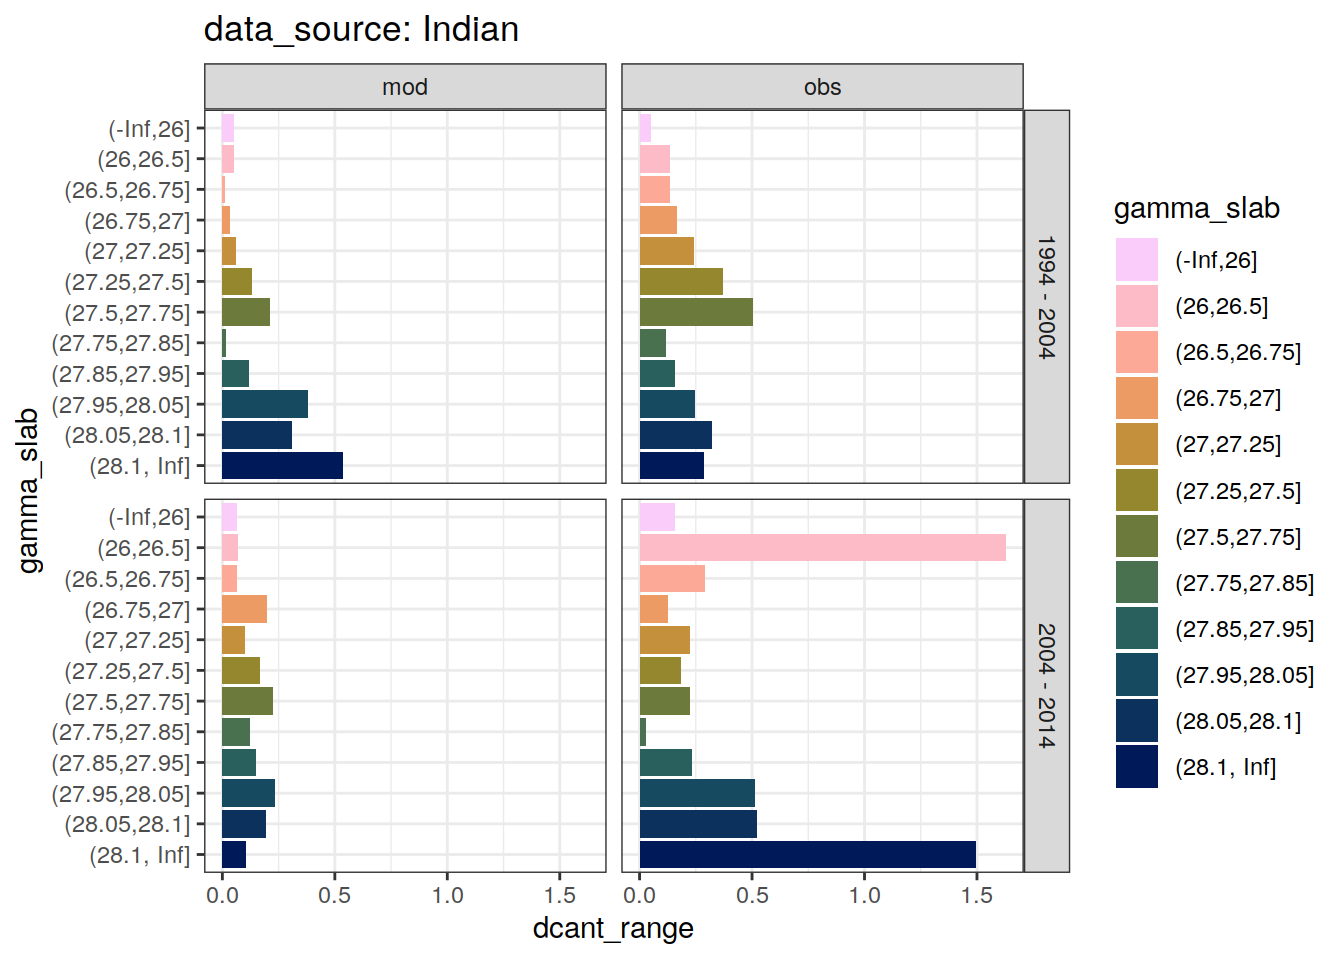 data_source: Indian
mod
obs
gamma_slab
(-Inf,26]
(26,26.5]
(26.5,26.75]
(26.75,27]
(27,27.25]
(27.25,27.5]
(27.5,27.75]
(27.75,27.85]
(27.85,27.95]
(27.95,28.05]
(28.05,28.1]
(28.1, Inf]
1994 - 2004
(-Inf,26]
(26,26.5]
(26.5,26.75]
(26.75,27]
(27,27.25]
(27.25,27.5]
(27.5,27.75]
(27.75,27.85]
(27.85,27.95]
(27.95,28.05]
(28.05,28.1]
(28.1, Inf]
2004 - 2014
0.0 0.5 1.0 1.5
0.0 0.5 1.0 1.5
dcant_range
gamma_slab
(-Inf,26]
(26,26.5]
(26.5,26.75]
(26.75,27]
(27,27.25]
(27.25,27.5]
(27.5,27.75]
(27.75,27.85]
(27.85,27.95]
(27.95,28.05]
(28.05,28.1]
(28.1, Inf]